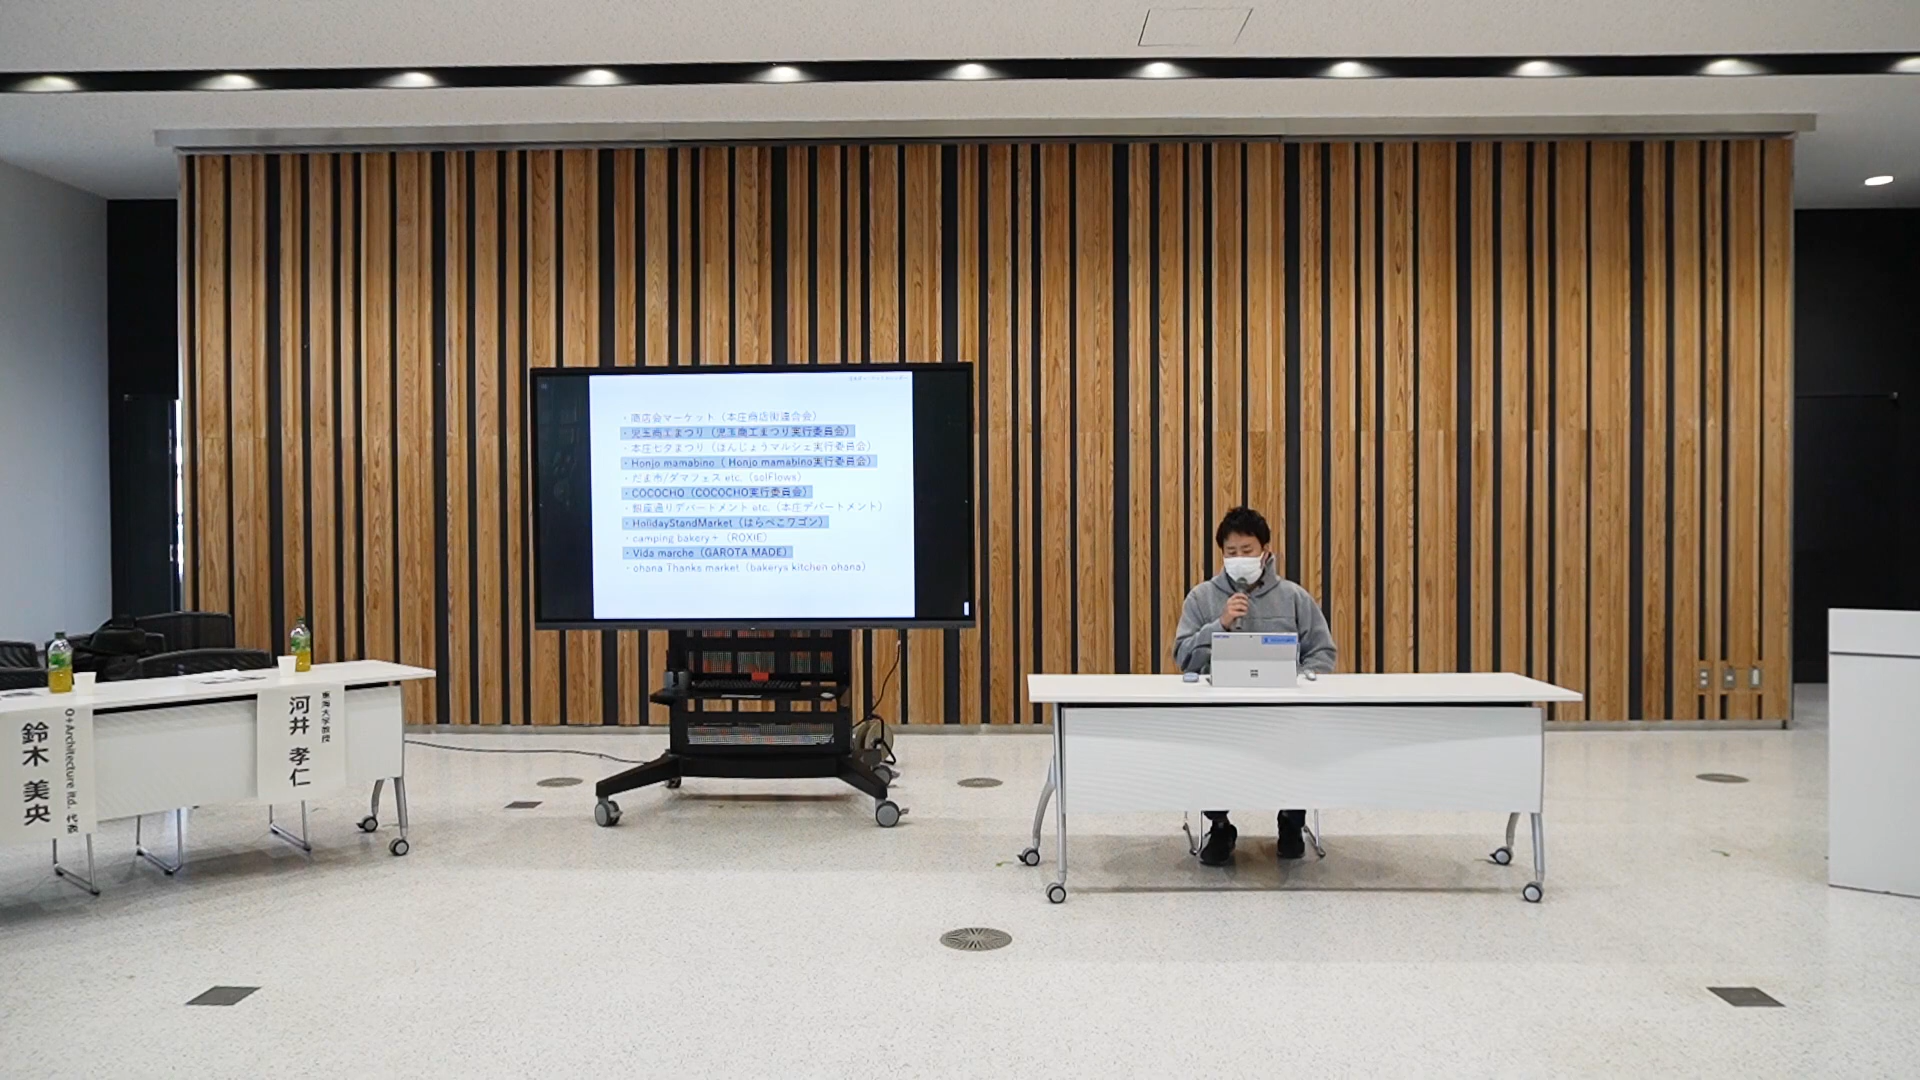 ・商店会マーケット（本庄商店街連合会）
・児玉商工まつり（児玉商工まつり実行委員会）
・本庄七夕まつり（はんじょうマルシェ実行委員会）
・Honjo mamabino（ Honjo mamabino実行委員会）
・だま市/ダマフェス etc.（solFlows）
・COCOCHO（COCOCHO実行委員会）
・銀座通りデパートメント etc.（本庄デパートメント）
・HolidayStandMarket（はらぺこワゴン）
・camping bakery＋（ROXIE）
・Vida marche（GAROTA MADE）
・ohana Thanks market（bakerys kitchen ohana）
東海大学教授
河井 孝仁
O+Architecture ltd. 代表
鈴木 美央